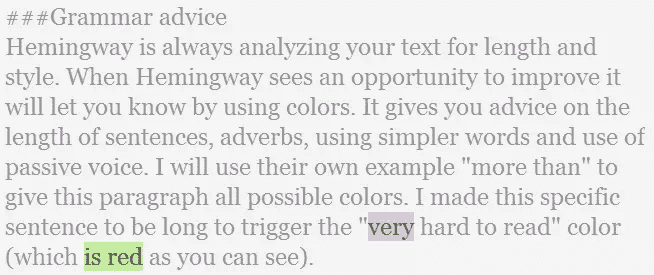 ###Grammar advice
Hemingway is always analyzing your text for length and
style. When Hemingway sees an opportunity to improve it
will let you know by using colors. It gives you advice on the
length of sentences, adverbs, using simpler words and use of
passive voice. I will use their own example "more than" to
give this paragraph all possible colors. I made this specific
sentence to be long to trigger the "very hard to read" color
(which is red as you can see).